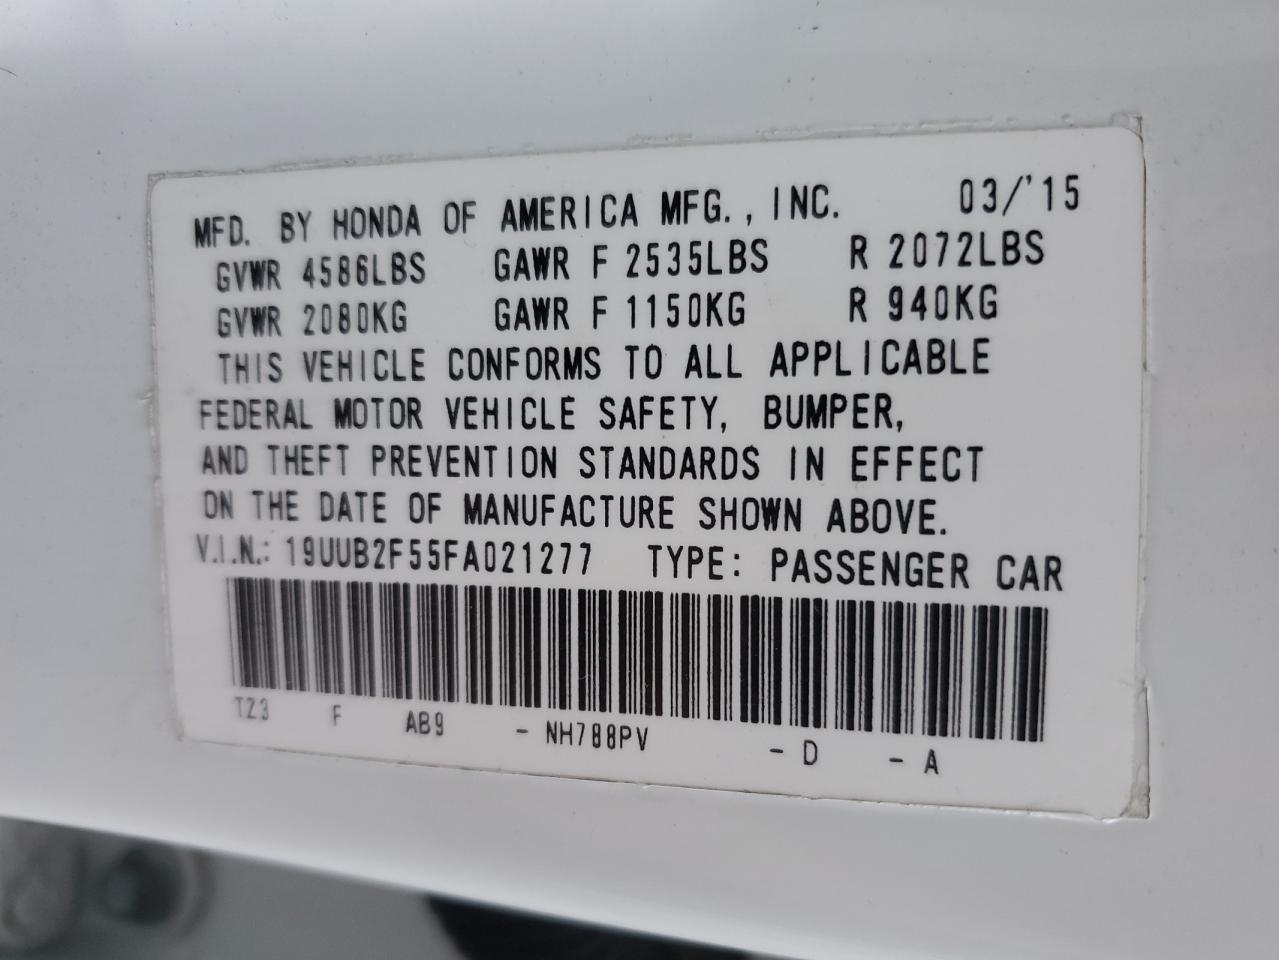 MFD. BY HONDA OF AMERICA MFG., INC. 03/'15
GVWR 4586LBS GAWR F 2535LBS R 2072LBS
GVWR 2080KG GAWR F 1150KG R 940KG
THIS VEHICLE CONFORMS TO ALL APPLICABLE
FEDERAL MOTOR VEHICLE SAFETY, BUMPER,
AND THEFT PREVENTION STANDARDS IN EFFECT
ON THE DATE OF MANUFACTURE SHOWN ABOVE.
V.I.N.: 19UUB2F55FA021277 TYPE: PASSENGER CAR
TZ3 F AB9 - NH788PV - D - A